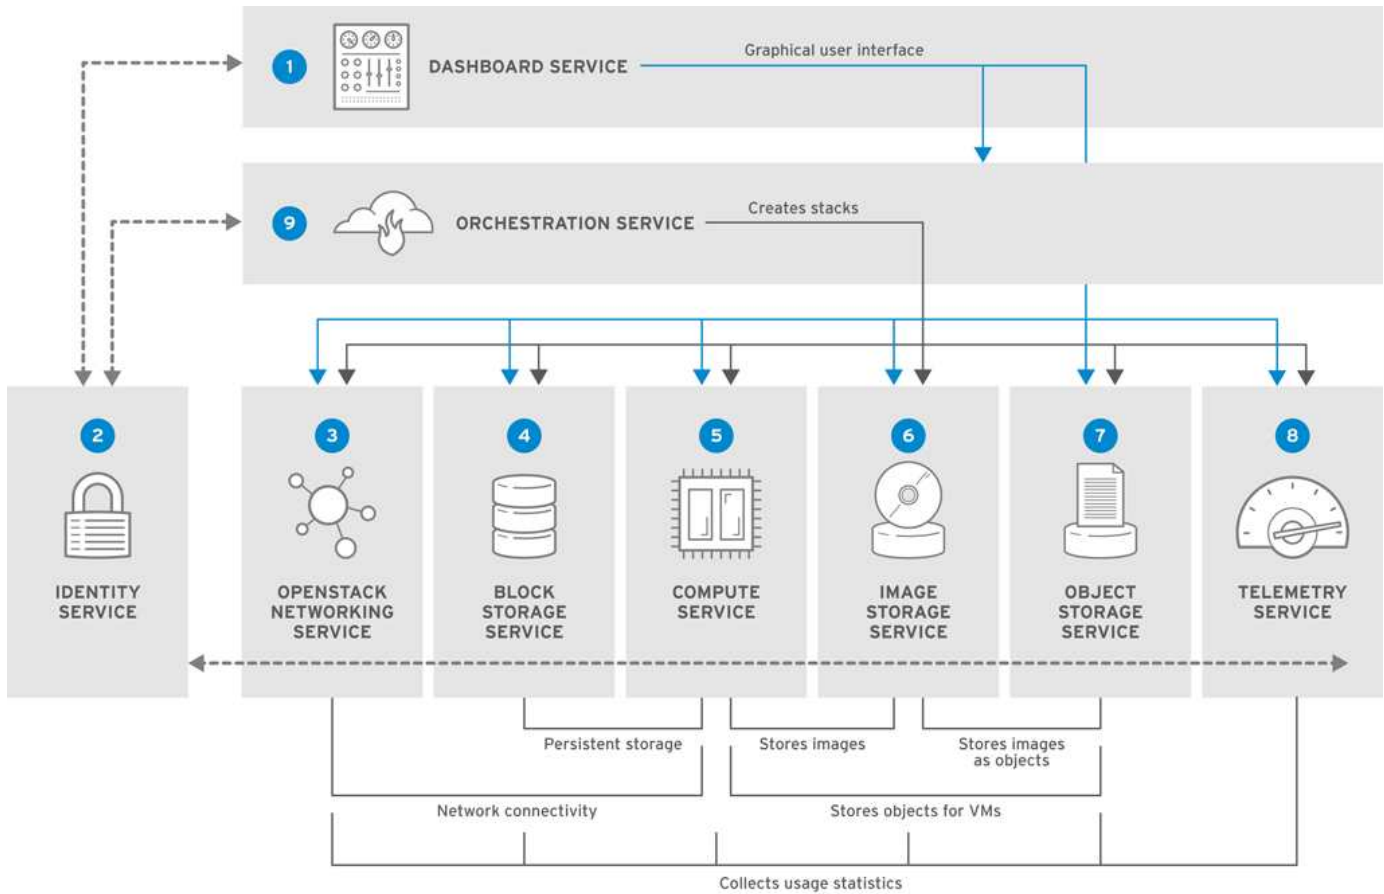 1
DASHBOARD SERVICE
Graphical user interface
9
ORCHESTRATION SERVICE
Creates stacks
2
IDENTITY
SERVICE
3
OPENSTACK
NETWORKING
SERVICE
4
BLOCK
STORAGE
SERVICE
5
COMPUTE
SERVICE
6
IMAGE
STORAGE
SERVICE
7
OBJECT
STORAGE
SERVICE
8
TELEMETRY
SERVICE
Persistent storage
Stores images
Stores images
as objects
Network connectivity
Stores objects for VMs
Collects usage statistics